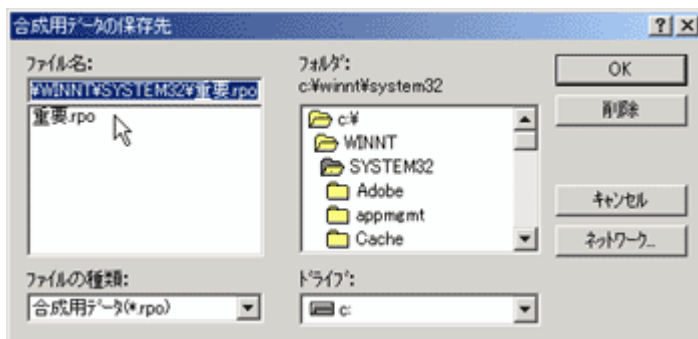 合成用ﾃﾞｰﾀの保存先
ﾌｧｲﾙ名:
¥WINNT¥SYSTEM32¥重要.rpo
重要.rpo
ﾌｧｲﾙの種類:
合成用ﾃﾞｰﾀ(*.rpo)
ﾌｫﾙﾀﾞ:
c:¥winnt¥system32
c:¥
WINNT
SYSTEM32
Adobe
appmgmt
Cache
ﾄﾞﾗｲﾌﾞ:
c:
OK
削除
ｷｬﾝｾﾙ
ﾈｯﾄﾜｰｸ...